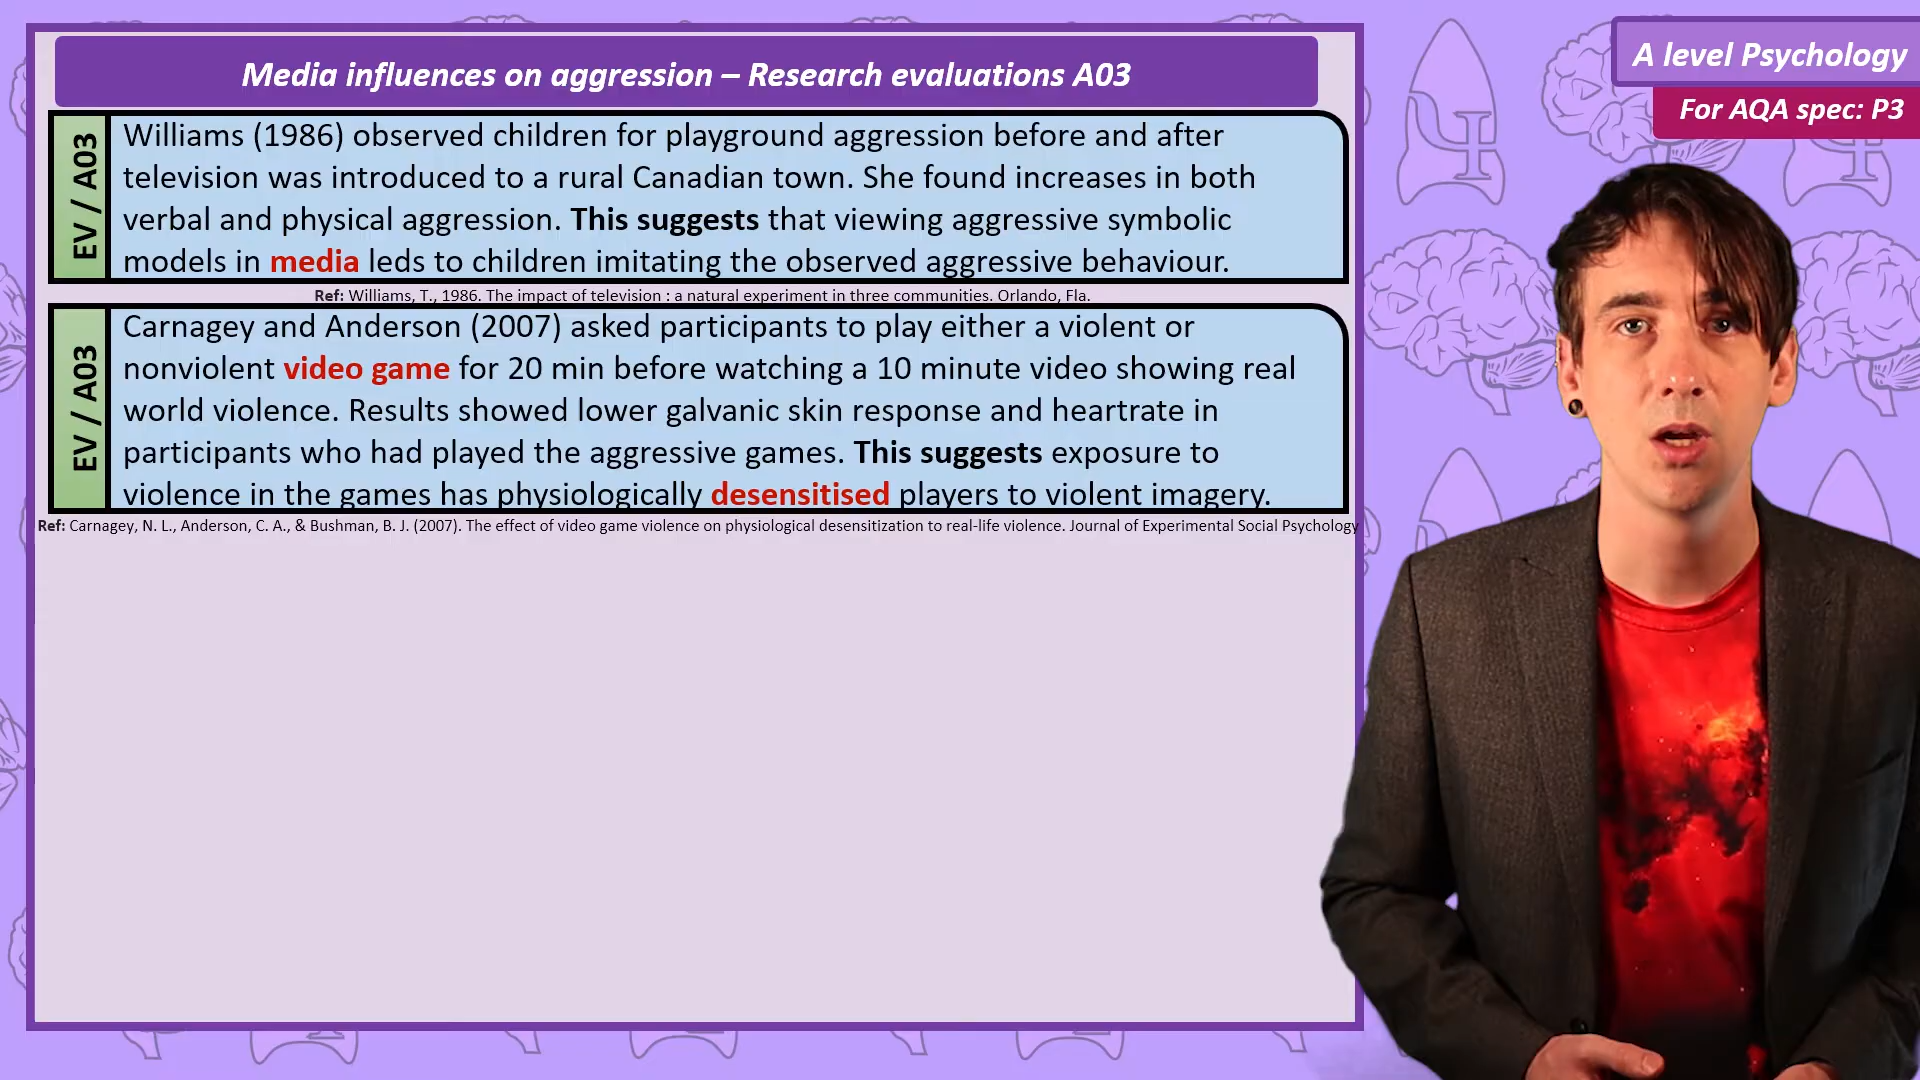 Media influences on aggression – Research evaluations A03
A level Psychology
For AQA spec: P3
EV / A03
Williams (1986) observed children for playground aggression before and after
television was introduced to a rural Canadian town. She found increases in both
verbal and physical aggression. This suggests that viewing aggressive symbolic
models in media leds to children imitating the observed aggressive behaviour.
Ref: Williams, T., 1986. The impact of television : a natural experiment in three communities. Orlando, Fla.
EV / A03
Carnagey and Anderson (2007) asked participants to play either a violent or
nonviolent video game for 20 min before watching a 10 minute video showing real
world violence. Results showed lower galvanic skin response and heartrate in
participants who had played the aggressive games. This suggests exposure to
violence in the games has physiologically desensitised players to violent imagery.
Ref: Carnagey, N. L., Anderson, C. A., & Bushman, B. J. (2007). The effect of video game violence on physiological desensitization to real-life violence. Journal of Experimental Social Psychology